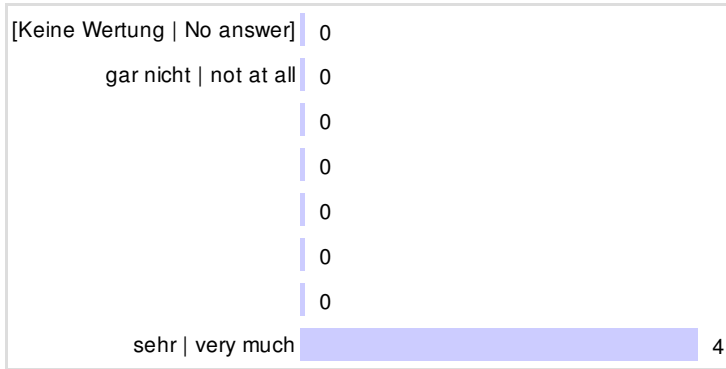 [Keine Wertung | No answer] 0
gar nicht | not at all 0
0
0
0
0
0
sehr | very much 4